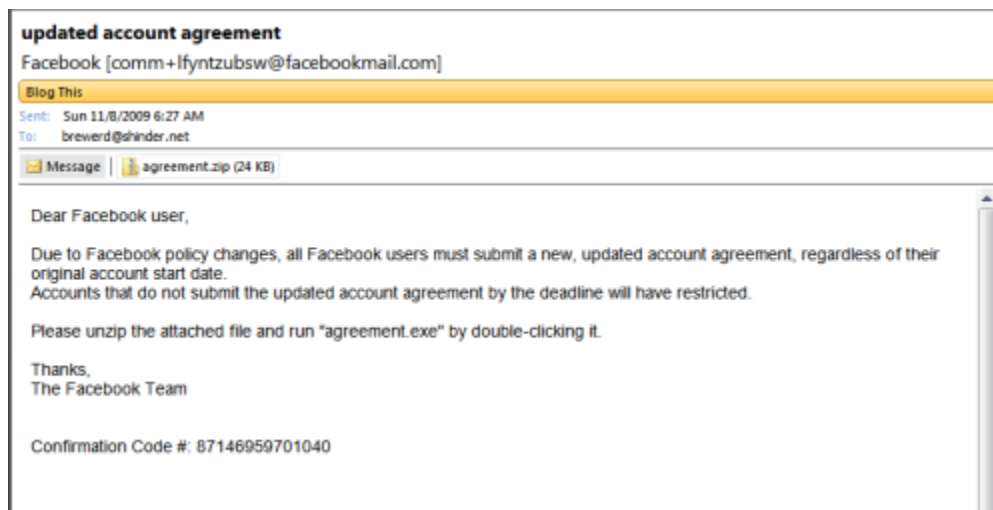 updated account agreement
Facebook [comm+lfyntzubsw@facebookmail.com]
Blog This
Sent: Sun 11/8/2009 6:27 AM
To: brewerd@shinder.net
Message agreement.zip (24 KB)
Dear Facebook user,
Due to Facebook policy changes, all Facebook users must submit a new, updated account agreement, regardless of their
original account start date.
Accounts that do not submit the updated account agreement by the deadline will have restricted.
Please unzip the attached file and run "agreement.exe" by double-clicking it.
Thanks,
The Facebook Team
Confirmation Code #: 87146959701040